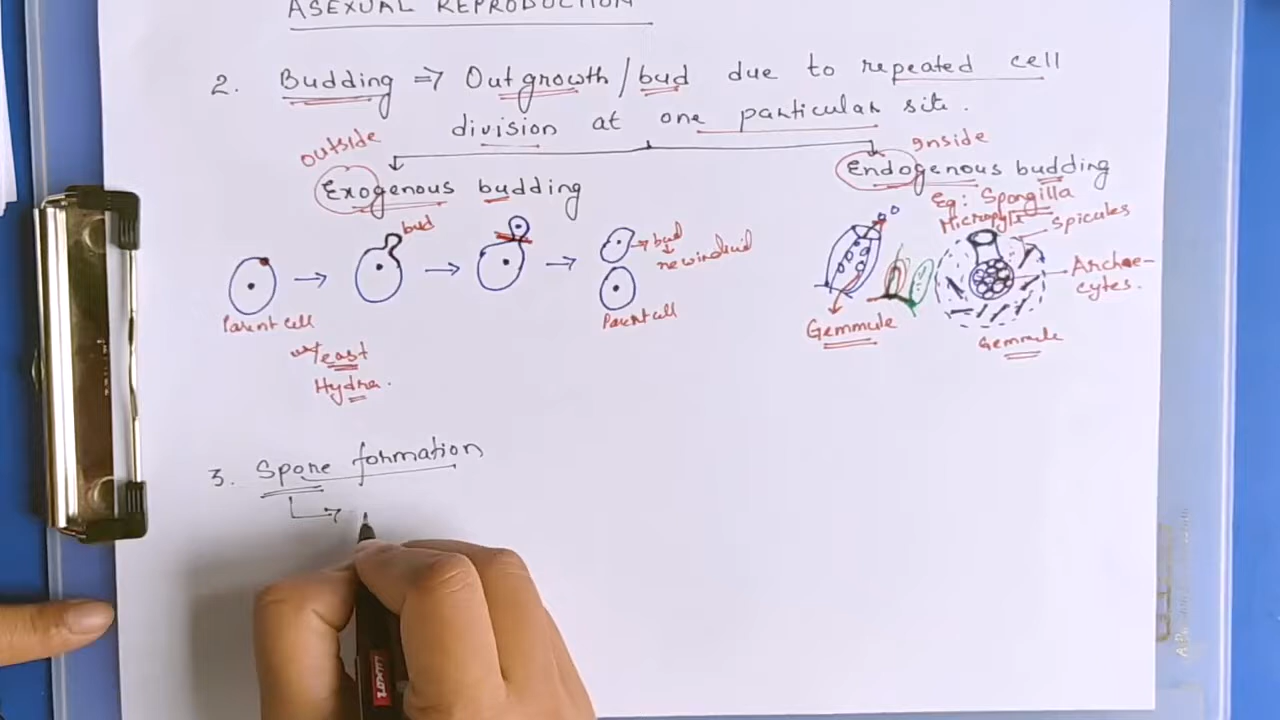 ASEXUAL REPRODUCTION
2. Budding => Outgrowth/bud due to repeated cell
division at one particular site.
outside
Inside
Exogenous budding
Endogenous budding
Eg: Spongilla
Micropyle
Spicules
bud
bud
new individual
Archaeocytes.
Parent cell
Parent cell
Gemmule
Gemmule
Yeast
Hydra.
3. Spore formation
LUXOR